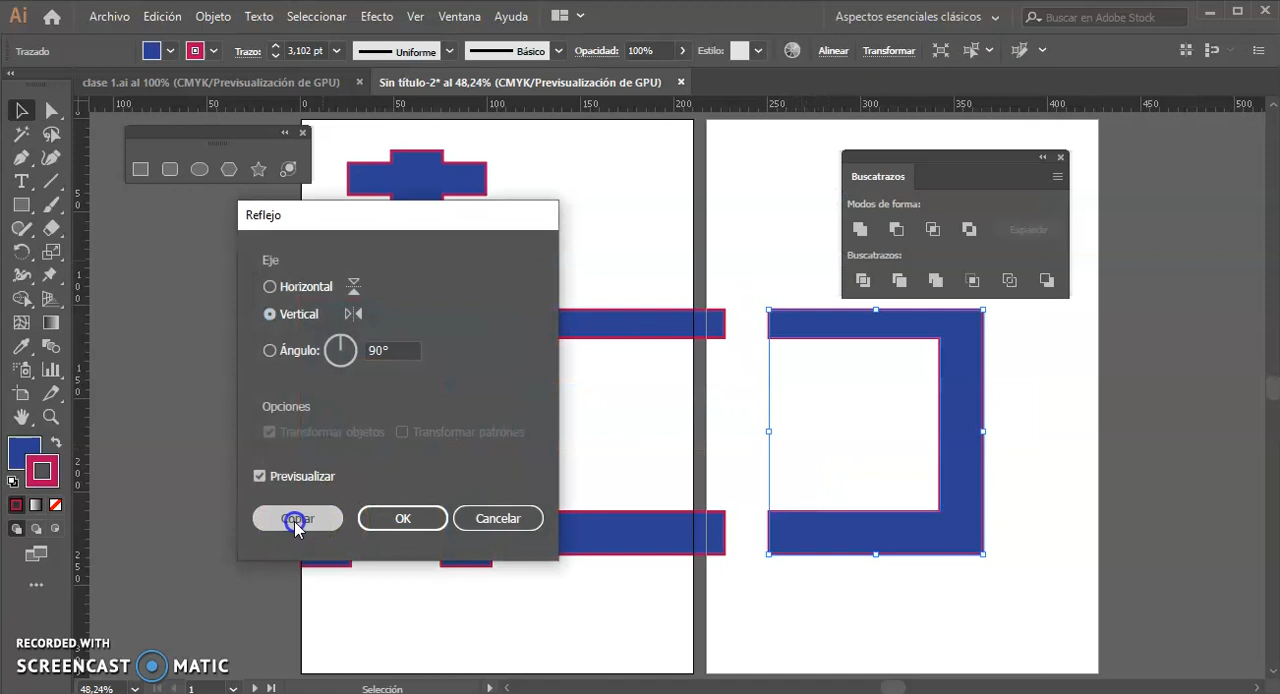 Ai Archivo Edición Objeto Texto Seleccionar Efecto Ver Ventana Ayuda Aspectos esenciales clásicos Buscar en Adobe Stock
Trazado Trazo: 3,102 pt Uniforme Básico Opacidad: 100% Estilo: Alinear Transformar
clase 1.ai al 100% (CMYK/Previsualización de GPU) × Sin título-2* al 48,24% (CMYK/Previsualización de GPU) ×
100 50 0 50 100 150 200 250 300 350 400 450 500
Buscatrazos
Modos de forma:
Expandir
Buscatrazos:
Reflejo
Eje
Horizontal
Vertical
Ángulo: 90°
Opciones
Transformar objetos Transformar patrones
Previsualizar
Copiar OK Cancelar
RECORDED WITH
SCREENCAST MATIC
48,24% 1 Selección